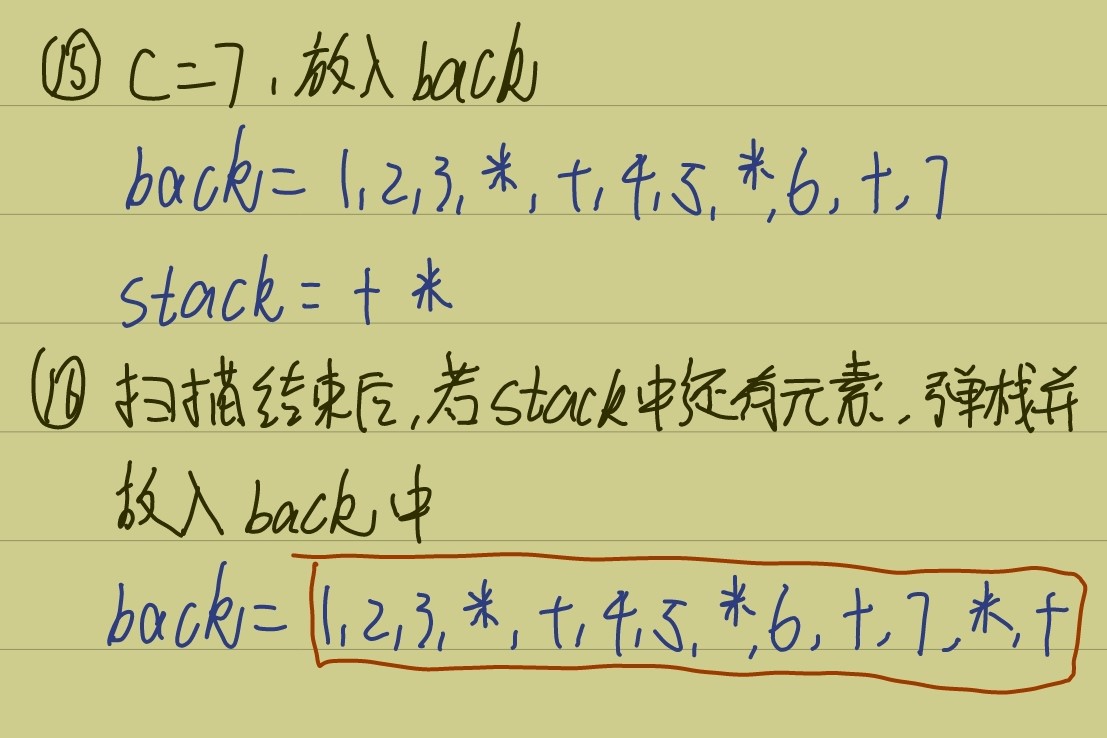 ⑮ C=7，放入back
back= 1,2,3,*,+,4,5,*,6,+,7
stack= + *
⑯ 扫描结束后,若stack中还有元素，弹栈并
放入back中
back= 1,2,3,*,+,4,5,*,6,+,7,*,+